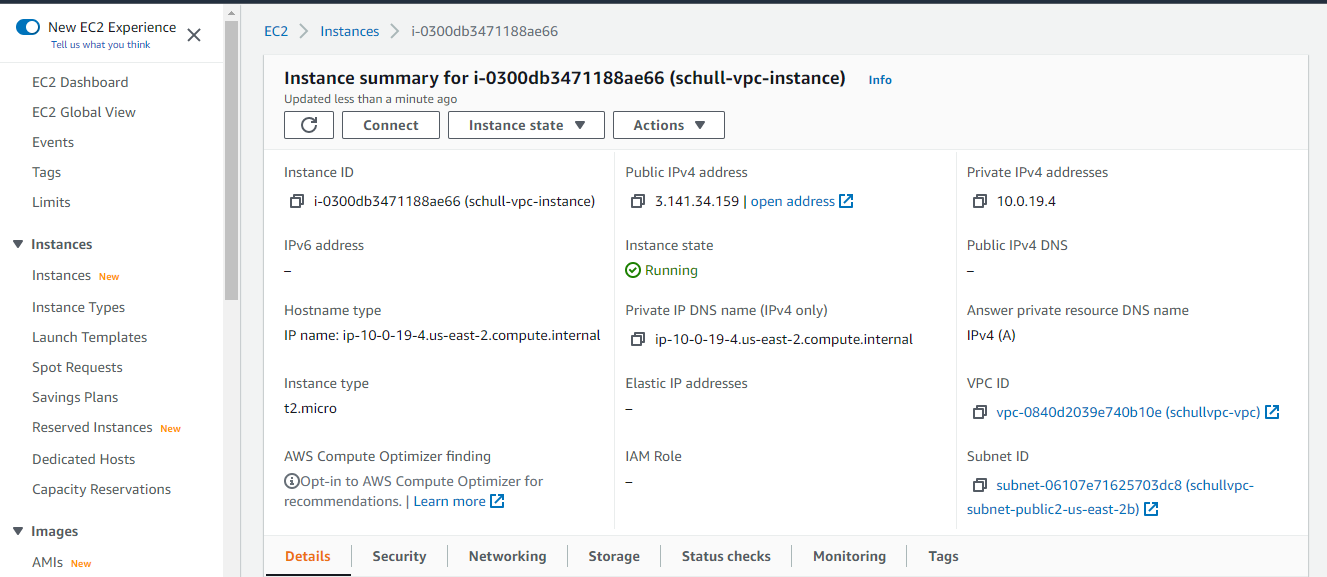 New EC2 Experience
Tell us what you think
EC2 Dashboard
EC2 Global View
Events
Tags
Limits
Instances
Instances New
Instance Types
Launch Templates
Spot Requests
Savings Plans
Reserved Instances New
Dedicated Hosts
Capacity Reservations
Images
AMIs New
EC2 > Instances > i-0300db3471188ae66
Instance summary for i-0300db3471188ae66 (schull-vpc-instance) Info
Updated less than a minute ago
Connect Instance state Actions
Instance ID
i-0300db3471188ae66 (schull-vpc-instance)
Public IPv4 address
3.141.34.159 | open address
Private IPv4 addresses
10.0.19.4
IPv6 address
–
Instance state
Running
Public IPv4 DNS
–
Hostname type
IP name: ip-10-0-19-4.us-east-2.compute.internal
Private IP DNS name (IPv4 only)
ip-10-0-19-4.us-east-2.compute.internal
Answer private resource DNS name
IPv4 (A)
Instance type
t2.micro
Elastic IP addresses
–
VPC ID
vpc-0840d2039e740b10e (schullvpc-vpc)
AWS Compute Optimizer finding
Opt-in to AWS Compute Optimizer for
recommendations. | Learn more
IAM Role
–
Subnet ID
subnet-06107e71625703dc8 (schullvpc-
subnet-public2-us-east-2b)
Details Security Networking Storage Status checks Monitoring Tags